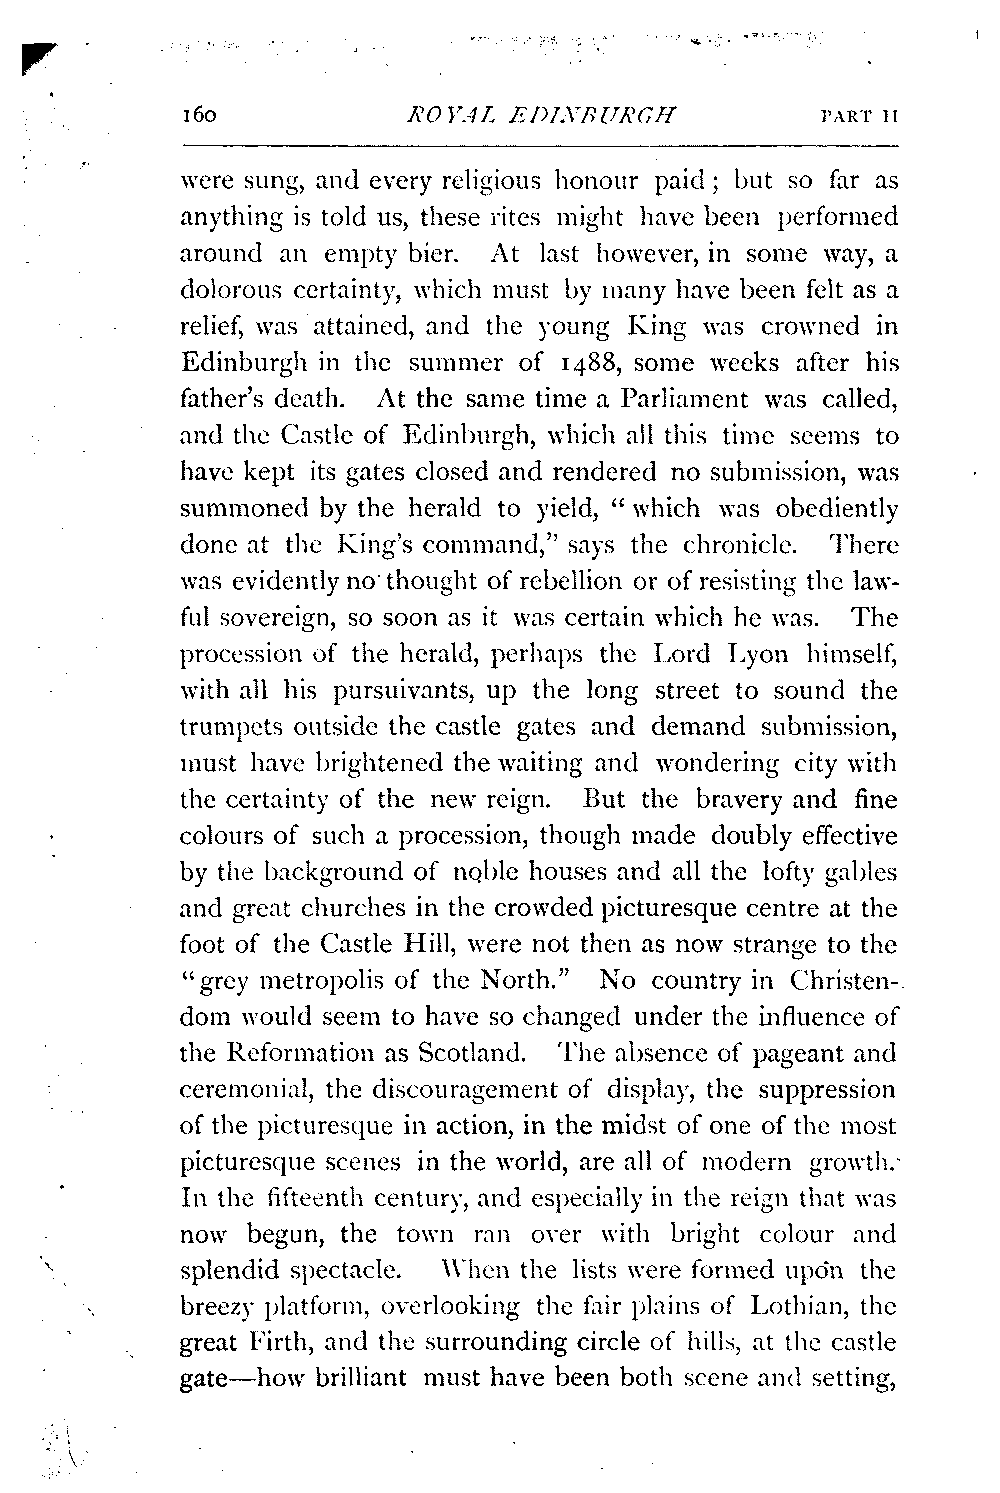 160 ROYAL EDINBURGH PART II
were sung, and every religious honour paid; but so far as
anything is told us, these rites might have been performed
around an empty bier. At last however, in some way, a
dolorous certainty, which must by many have been felt as a
relief, was attained, and the young King was crowned in
Edinburgh in the summer of 1488, some weeks after his
father's death. At the same time a Parliament was called,
and the Castle of Edinburgh, which all this time seems to
have kept its gates closed and rendered no submission, was
summoned by the herald to yield, "which was obediently
done at the King's command," says the chronicle. There
was evidently no thought of rebellion or of resisting the law-
ful sovereign, so soon as it was certain which he was. The
procession of the herald, perhaps the Lord Lyon himself,
with all his pursuivants, up the long street to sound the
trumpets outside the castle gates and demand submission,
must have brightened the waiting and wondering city with
the certainty of the new reign. But the bravery and fine
colours of such a procession, though made doubly effective
by the background of noble houses and all the lofty gables
and great churches in the crowded picturesque centre at the
foot of the Castle Hill, were not then as now strange to the
"grey metropolis of the North." No country in Christen-
dom would seem to have so changed under the influence of
the Reformation as Scotland. The absence of pageant and
ceremonial, the discouragement of display, the suppression
of the picturesque in action, in the midst of one of the most
picturesque scenes in the world, are all of modern growth.
In the fifteenth century, and especially in the reign that was
now begun, the town ran over with bright colour and
splendid spectacle. When the lists were formed upon the
breezy platform, overlooking the fair plains of Lothian, the
great Firth, and the surrounding circle of hills, at the castle
gate—how brilliant must have been both scene and setting,